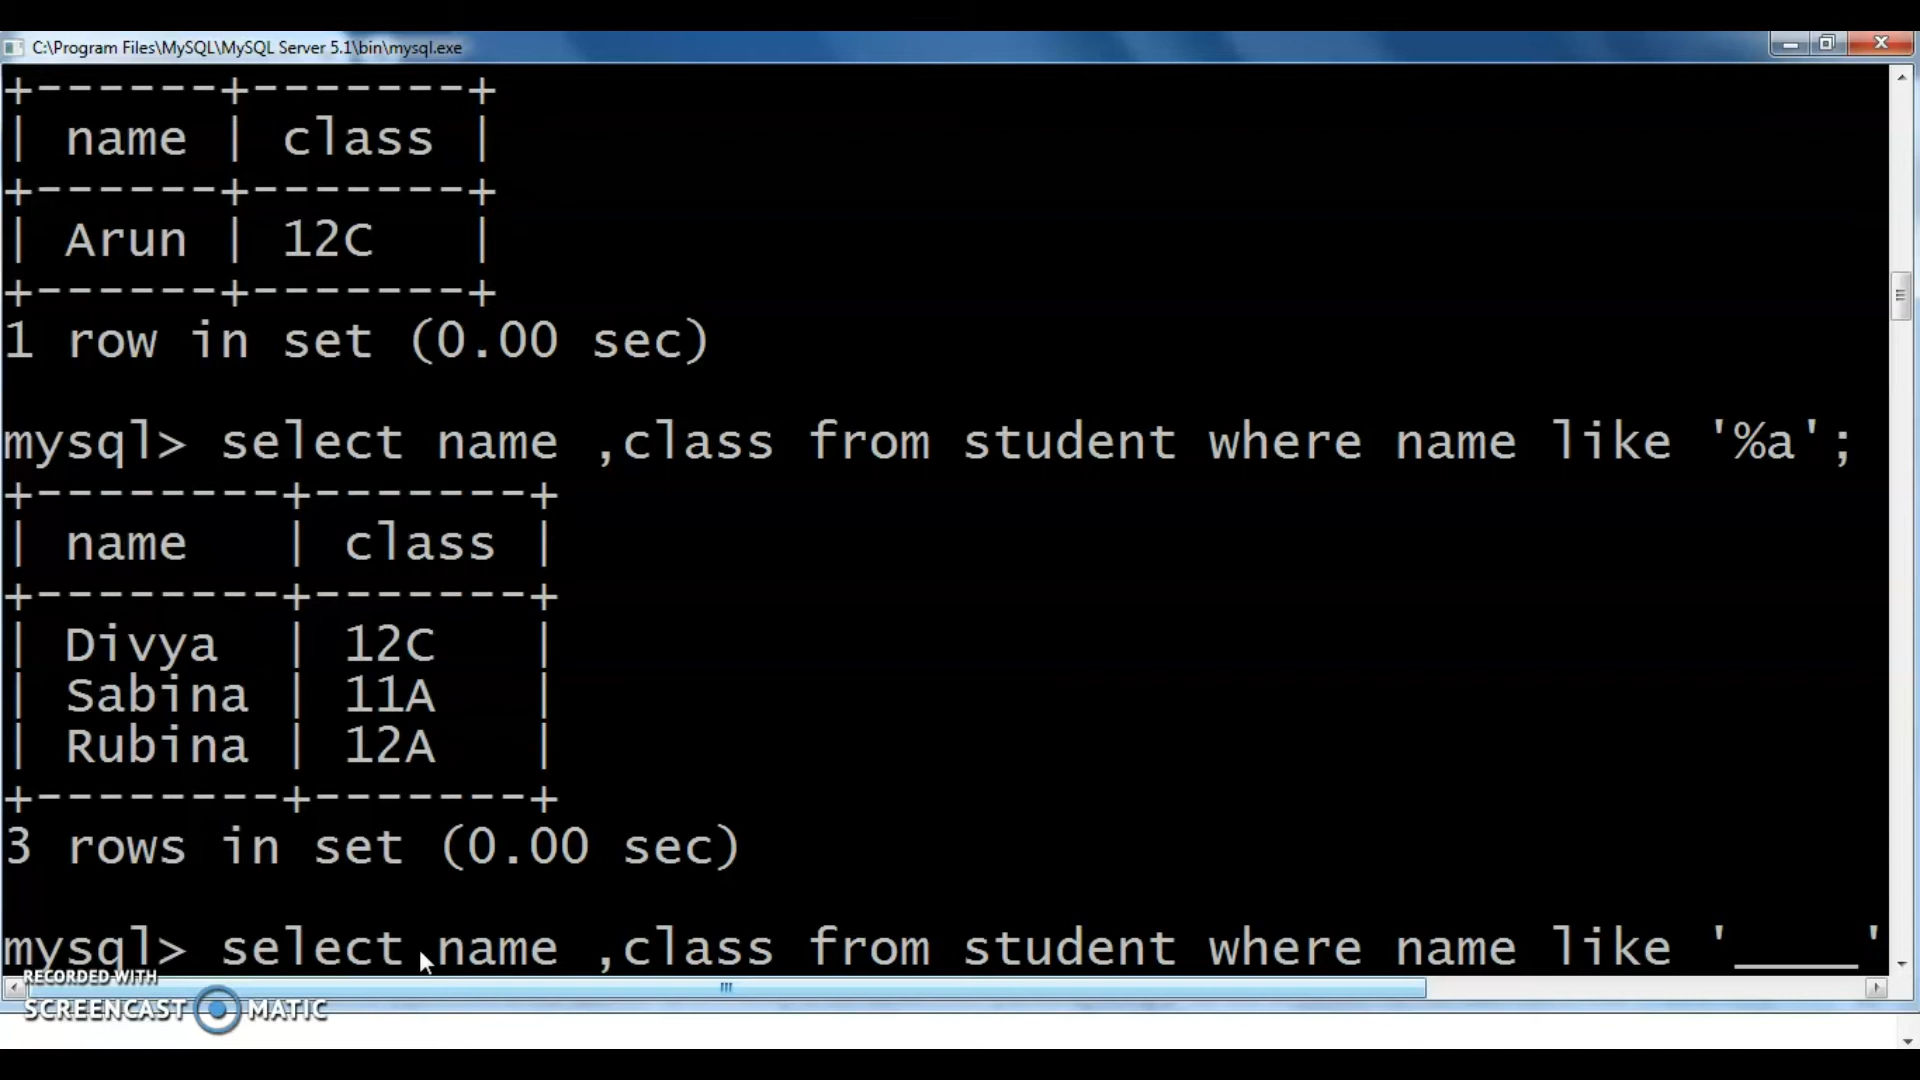 C:\Program Files\MySQL\MySQL Server 5.1\bin\mysql.exe
+------+-------+
| name | class |
+------+-------+
| Arun | 12C   |
+------+-------+
1 row in set (0.00 sec)
mysql> select name ,class from student where name like '%a';
+--------+-------+
| name   | class |
+--------+-------+
| Divya  | 12C   |
| Sabina | 11A   |
| Rubina | 12A   |
+--------+-------+
3 rows in set (0.00 sec)
mysql> select name ,class from student where name like '____'
RECORDED WITH
SCREENCAST MATIC